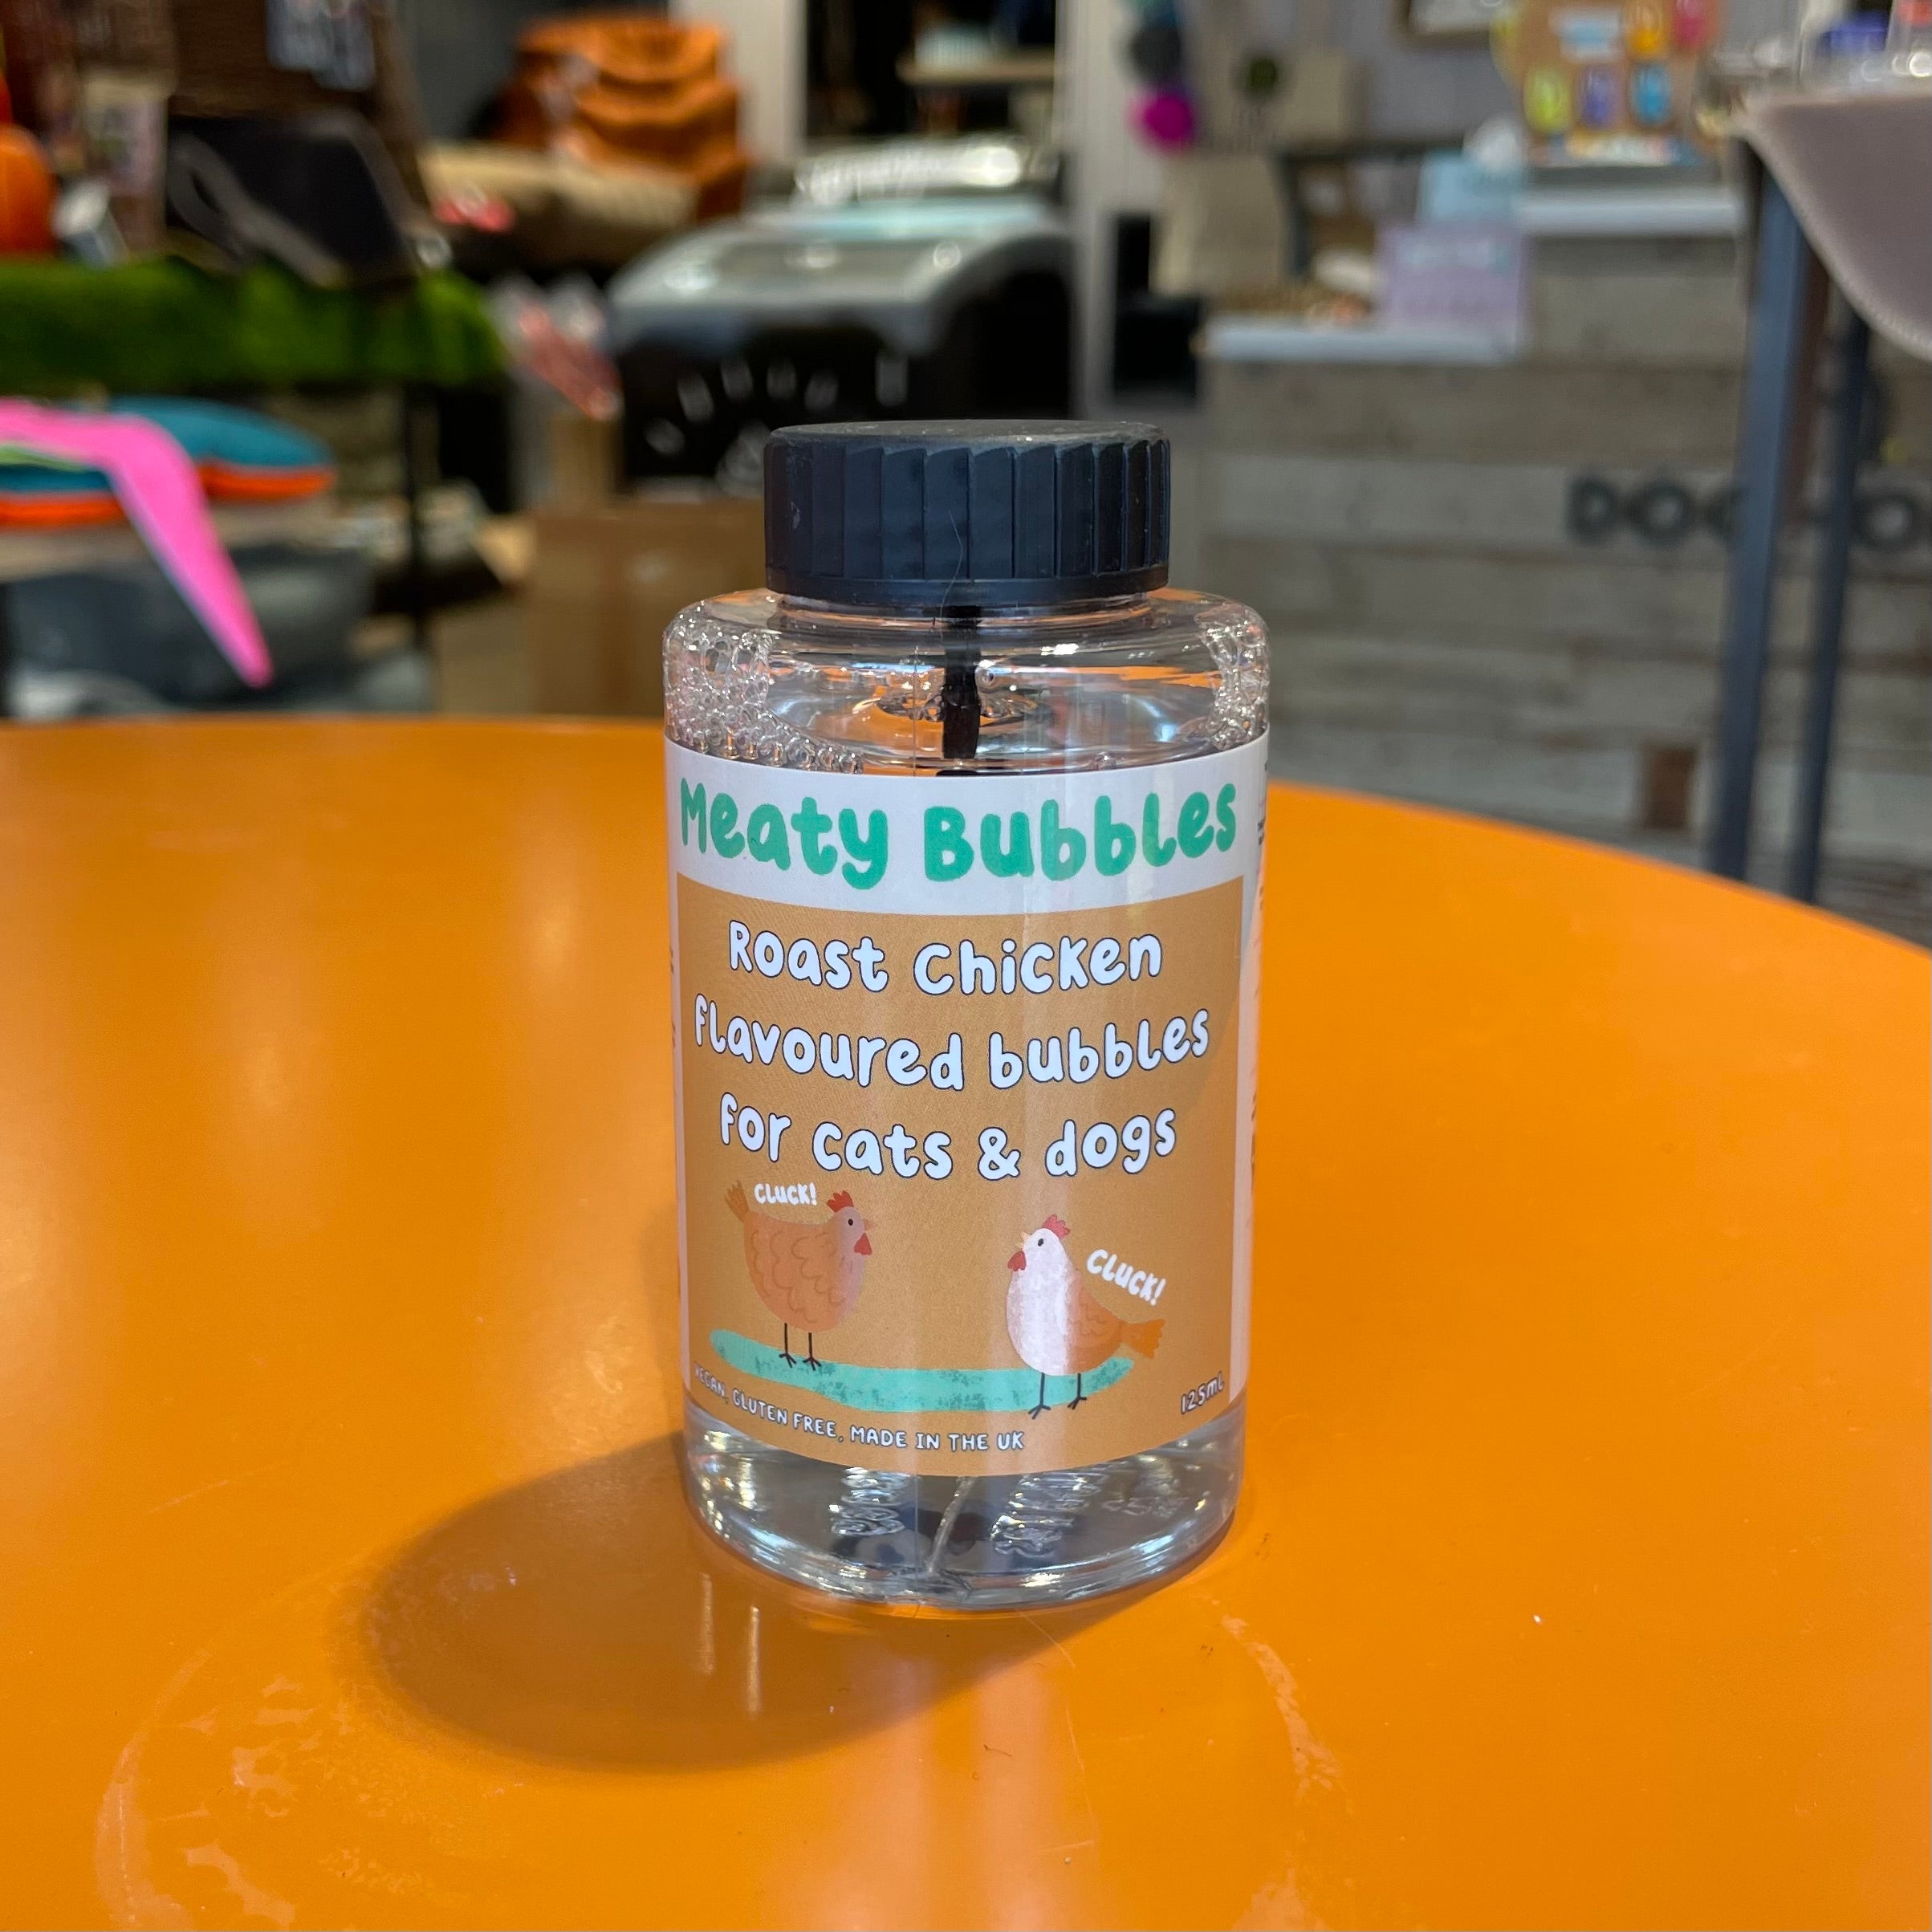 Meaty Bubbles
Roast Chicken
flavoured bubbles
for cats & dogs
CLUCK!
CLUCK!
VEGAN, GLUTEN FREE, MADE IN THE UK
125mL